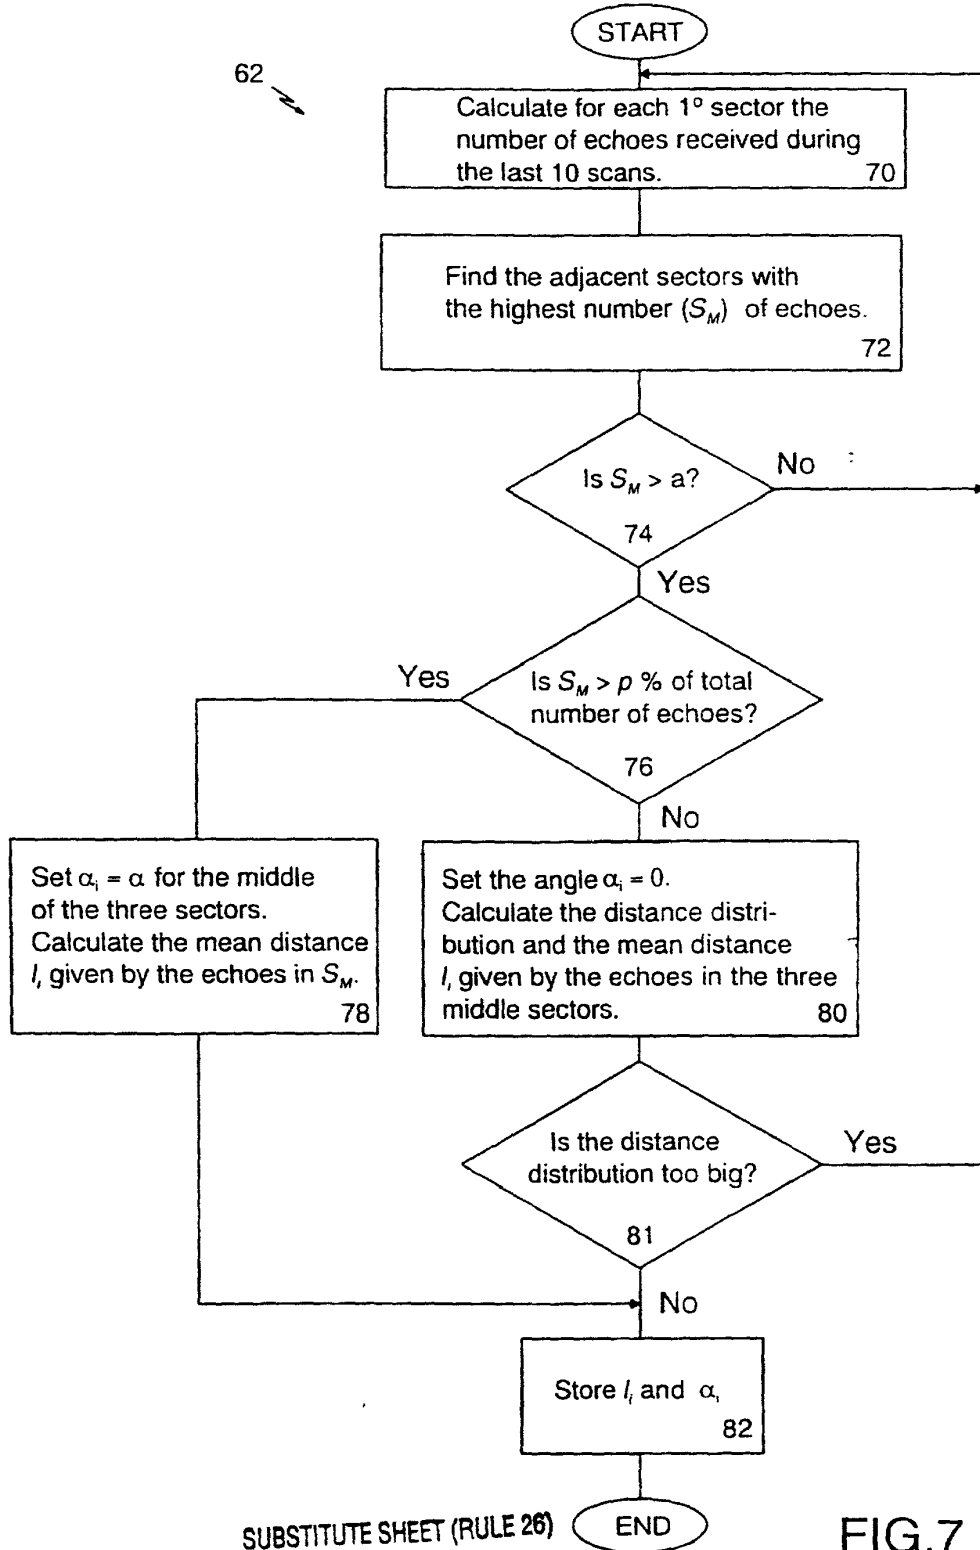 START
62
Calculate for each 1° sector the
number of echoes received during
the last 10 scans.
70
Find the adjacent sectors with
the highest number (S_M) of echoes.
72
Is S_M > a?
74
No
Yes
Is S_M > p % of total
number of echoes?
76
Yes
No
Set α_i = α for the middle
of the three sectors.
Calculate the mean distance
l_i given by the echoes in S_M.
78
Set the angle α_i = 0.
Calculate the distance distri-
bution and the mean distance
l_i given by the echoes in the three
middle sectors.
80
Is the distance
distribution too big?
81
Yes
No
Store l_i and α_i
82
END
SUBSTITUTE SHEET (RULE 26)
FIG.7